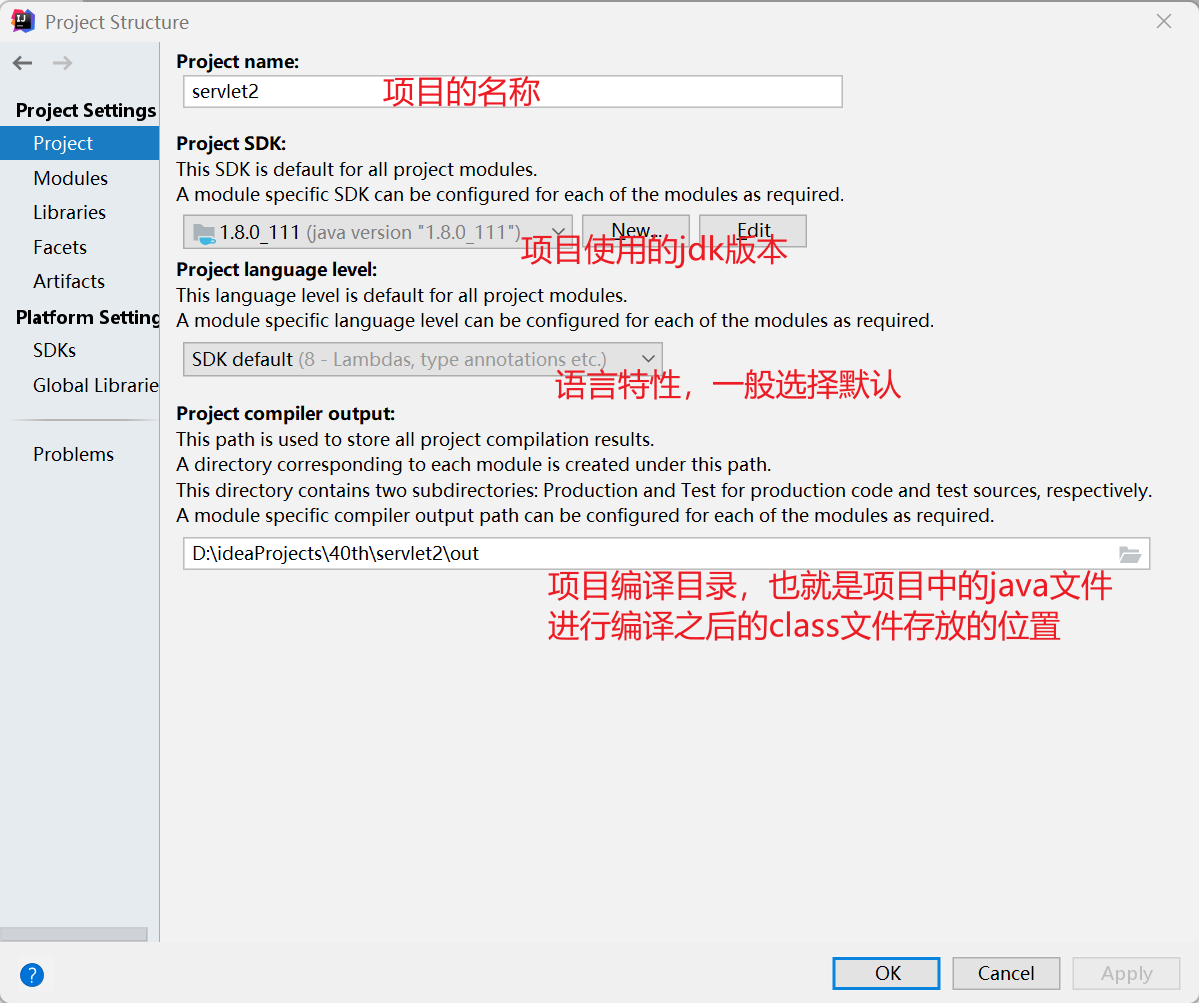 Project Structure
Project Settings
Project
Modules
Libraries
Facets
Artifacts
Platform Setting
SDKs
Global Librarie
Problems
Project name:
servlet2
项目的名称
Project SDK:
This SDK is default for all project modules.
A module specific SDK can be configured for each of the modules as required.
1.8.0_111 (java version "1.8.0_111")
New...
Edit
项目使用的jdk版本
Project language level:
This language level is default for all project modules.
A module specific language level can be configured for each of the modules as required.
SDK default (8 - Lambdas, type annotations etc.)
语言特性，一般选择默认
Project compiler output:
This path is used to store all project compilation results.
A directory corresponding to each module is created under this path.
This directory contains two subdirectories: Production and Test for production code and test sources, respectively.
A module specific compiler output path can be configured for each of the modules as required.
D:\ideaProjects\40th\servlet2\out
项目编译目录，也就是项目中的java文件
进行编译之后的class文件存放的位置
?
OK
Cancel
Apply